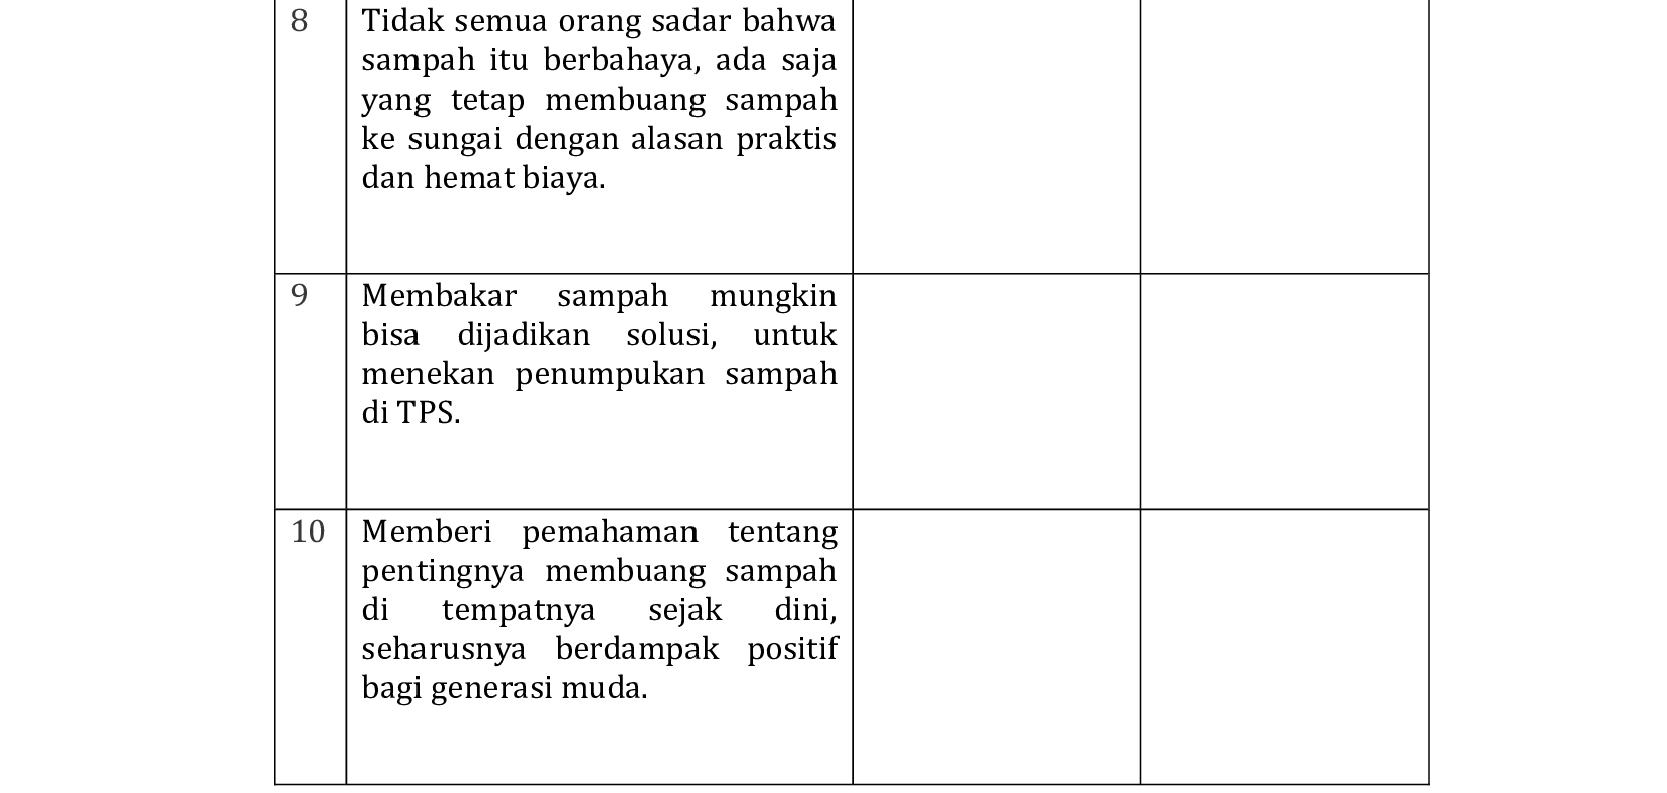 8 Tidak semua orang sadar bahwa
sampah itu berbahaya, ada saja
yang tetap membuang sampah
ke sungai dengan alasan praktis
dan hemat biaya.
9 Membakar sampah mungkin
bisa dijadikan solusi, untuk
menekan penumpukan sampah
di TPS.
10 Memberi pemahaman tentang
pentingnya membuang sampah
di tempatnya sejak dini,
seharusnya berdampak positif
bagi generasi muda.